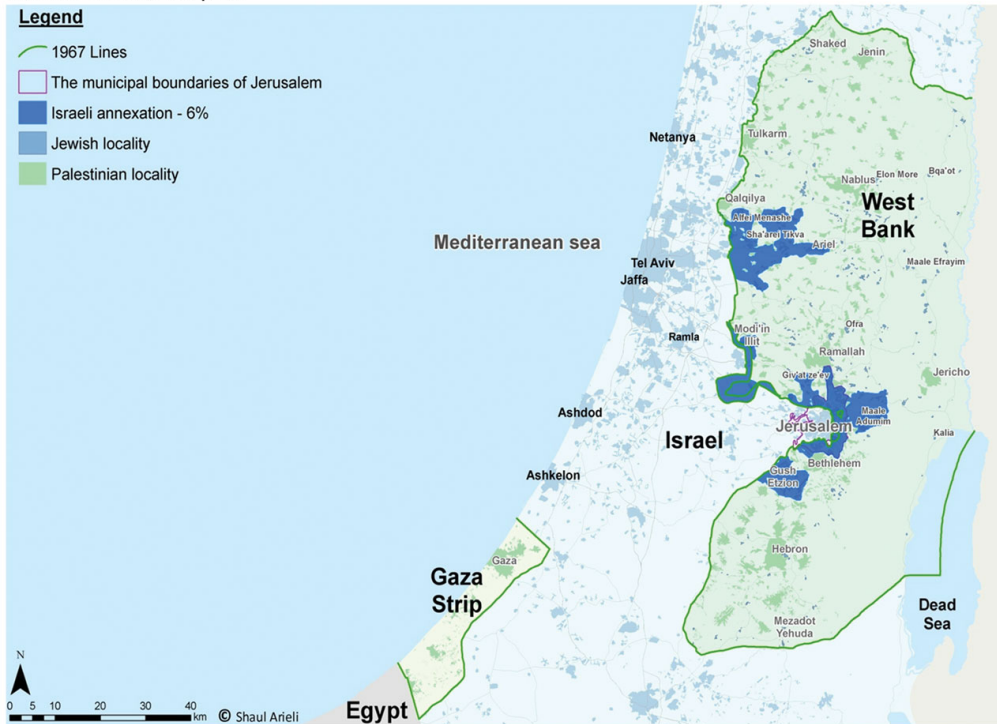 Legend
1967 Lines
The municipal boundaries of Jerusalem
Israeli annexation - 6%
Jewish locality
Palestinian locality
Shaked
Jenin
Netanya
Tulkarm
Nablus
Elon More
Bqa'ot
West
Bank
Qalqilya
Alfei Menashe
Sha'arei Tikva
Ariel
Mediterranean sea
Tel Aviv
Jaffa
Maale Efrayim
Modi'in
Illit
Ofra
Ramla
Ramallah
Giv'at ze'ev
Jericho
Ashdod
Maale
Adumim
Jerusalem
Israel
Kalia
Bethlehem
Gush
Etzion
Ashkelon
Hebron
Gaza
Gaza
Strip
Dead
Sea
Mezadot
Yehuda
N
0 5 10 20 30 40
km
© Shaul Arieli
Egypt